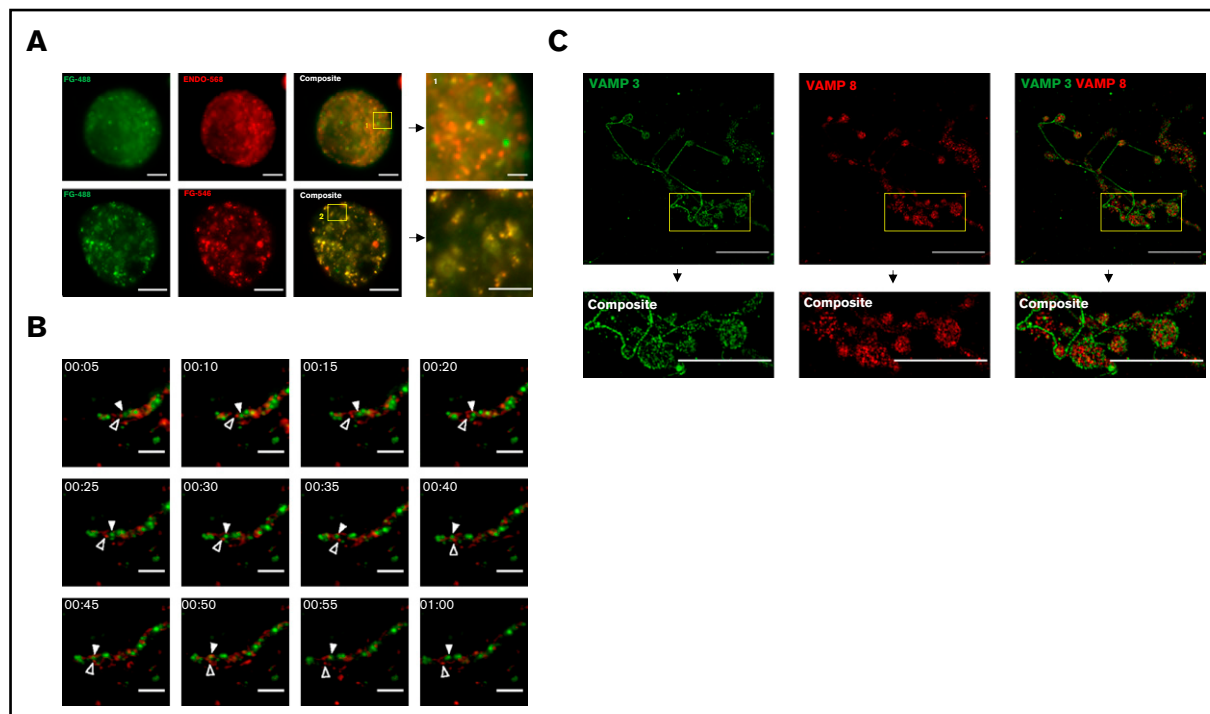 A
FG-488 ENDO-568 Composite 1
1
FG-488 FG-546 Composite
2
B
00:05 00:10 00:15 00:20
00:25 00:30 00:35 00:40
00:45 00:50 00:55 01:00
C
VAMP 3 VAMP 8 VAMP 3 VAMP 8
Composite Composite Composite